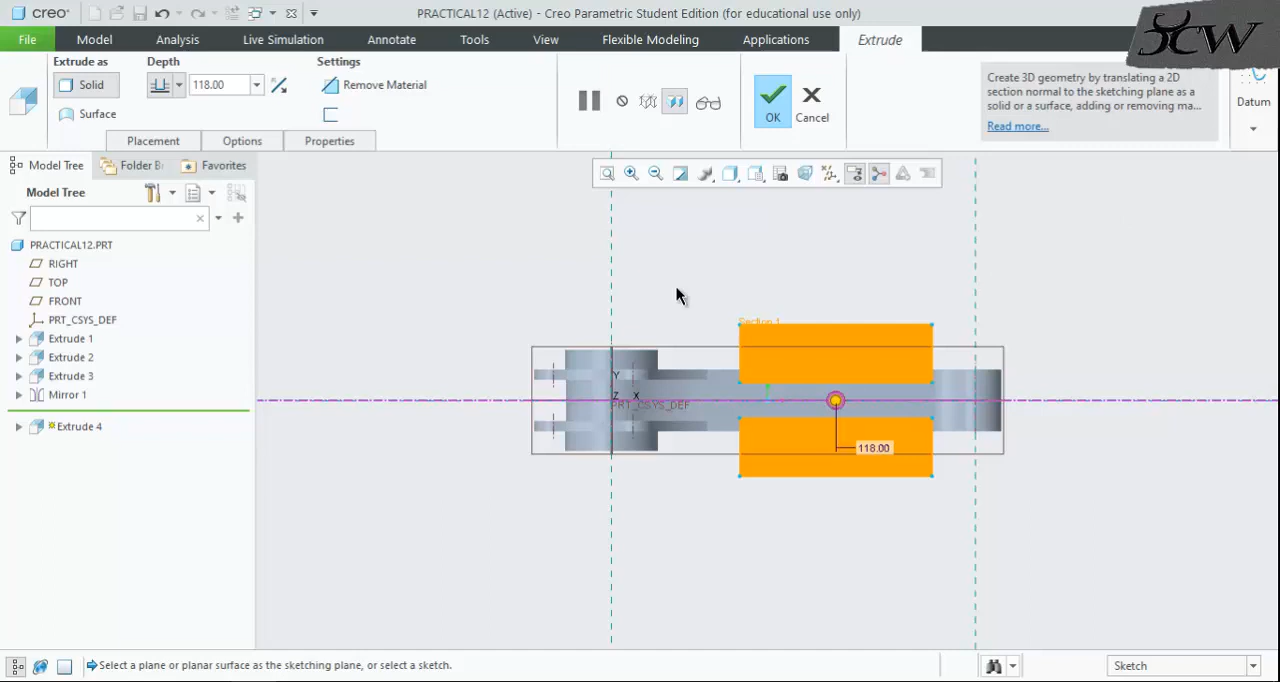 creo®
PRACTICAL12 (Active) - Creo Parametric Student Edition (for educational use only)
File Model Analysis Live Simulation Annotate Tools View Flexible Modeling Applications Extrude
Extrude as
Depth
Settings
Solid
118.00
Remove Material
Surface
Placement Options Properties
OK
Cancel
Create 3D geometry by translating a 2D
section normal to the sketching plane as a
solid or a surface, adding or removing ma...
Read more...
Datum
Model Tree Folder Br Favorites
Model Tree
PRACTICAL12.PRT
RIGHT
TOP
FRONT
PRT_CSYS_DEF
Extrude 1
Extrude 2
Extrude 3
Mirror 1
Extrude 4
Section 1
Y
Z X
PRT_CSYS_DEF
118.00
Select a plane or planar surface as the sketching plane, or select a sketch.
Sketch